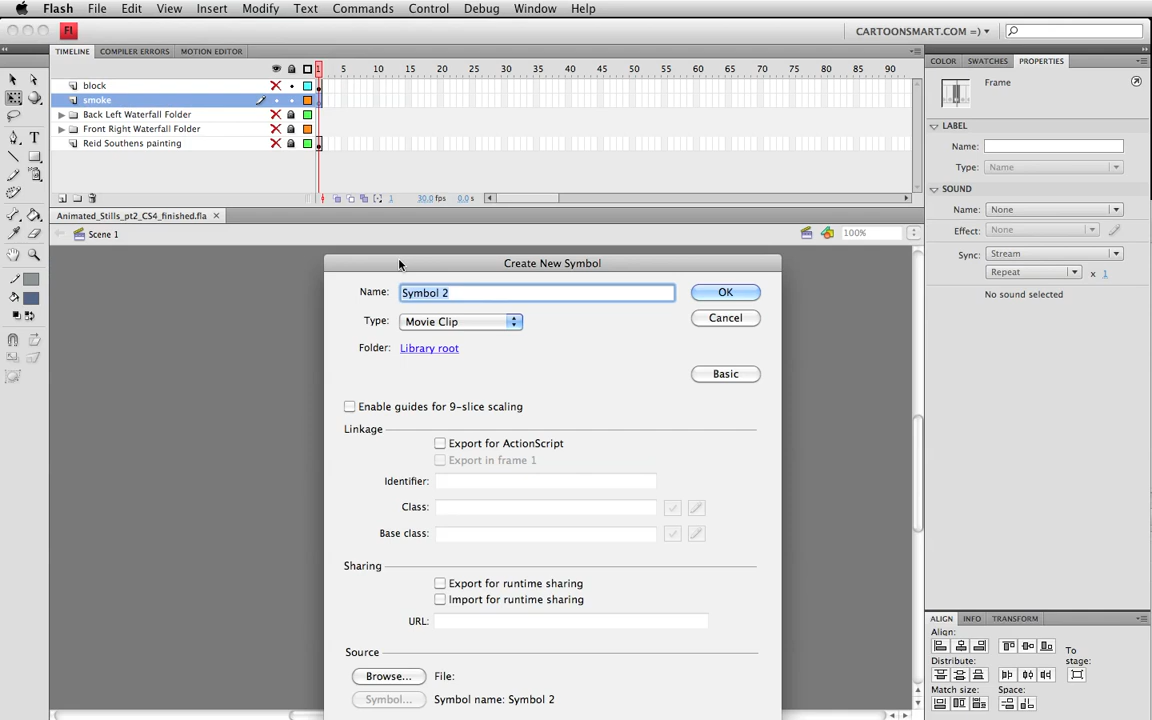 Flash File Edit View Insert Modify Text Commands Control Debug Window Help
Fl CARTOONSMART.COM =)
TIMELINE COMPILER ERRORS MOTION EDITOR
COLOR SWATCHES PROPERTIES
1 5 10 15 20 25 30 35 40 45 50 55 60 65 70 75 80 85 90
block
smoke
Back Left Waterfall Folder
Front Right Waterfall Folder
Reid Southens painting
1 30.0 fps 0.0 s
Frame
LABEL
Name:
Type: Name
SOUND
Name: None
Effect: None
Sync: Stream
Repeat x 1
No sound selected
Animated_Stills_pt2_CS4_finished.fla
Scene 1
100%
Create New Symbol
Name: Symbol 2
OK
Type: Movie Clip
Cancel
Folder: Library root
Basic
Enable guides for 9-slice scaling
Linkage
Export for ActionScript
Export in frame 1
Identifier:
Class:
Base class:
Sharing
Export for runtime sharing
Import for runtime sharing
URL:
Source
Browse... File:
Symbol... Symbol name: Symbol 2
ALIGN INFO TRANSFORM
Align:
To stage:
Distribute:
Match size: Space: